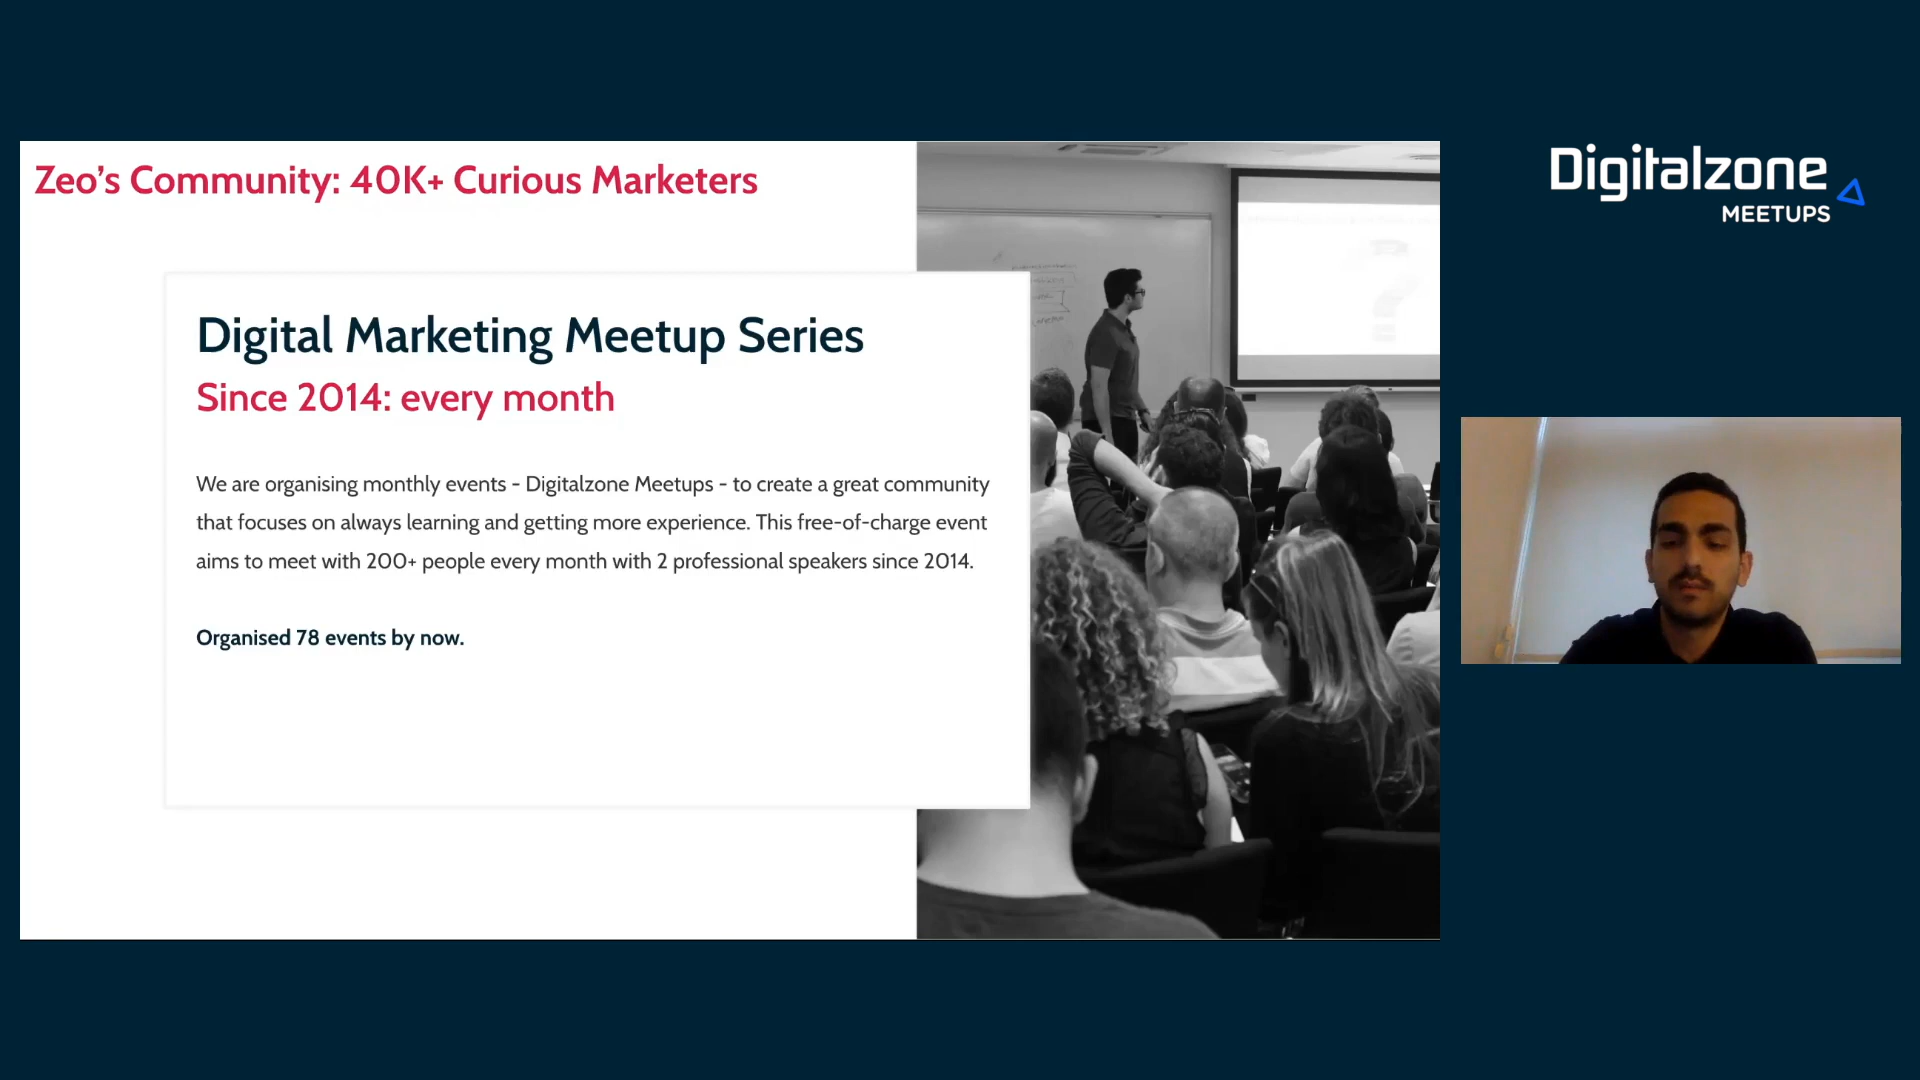 Zeo's Community: 40K+ Curious Marketers
Digital Marketing Meetup Series
Since 2014: every month
We are organising monthly events - Digitalzone Meetups - to create a great community
that focuses on always learning and getting more experience. This free-of-charge event
aims to meet with 200+ people every month with 2 professional speakers since 2014.
Organised 78 events by now.
Digitalzone
MEETUPS